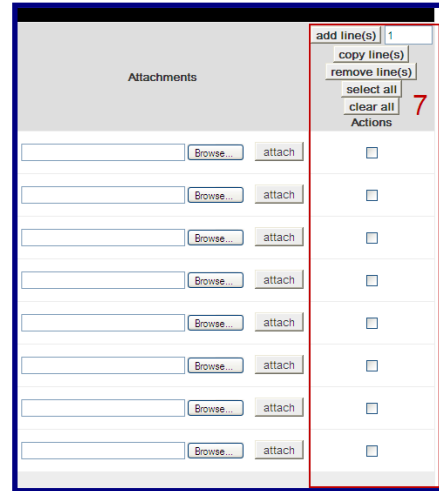 add line(s) 1
copy line(s)
remove line(s)
select all
clear all
7
Attachments
Actions
Browse... attach
Browse... attach
Browse... attach
Browse... attach
Browse... attach
Browse... attach
Browse... attach
Browse... attach